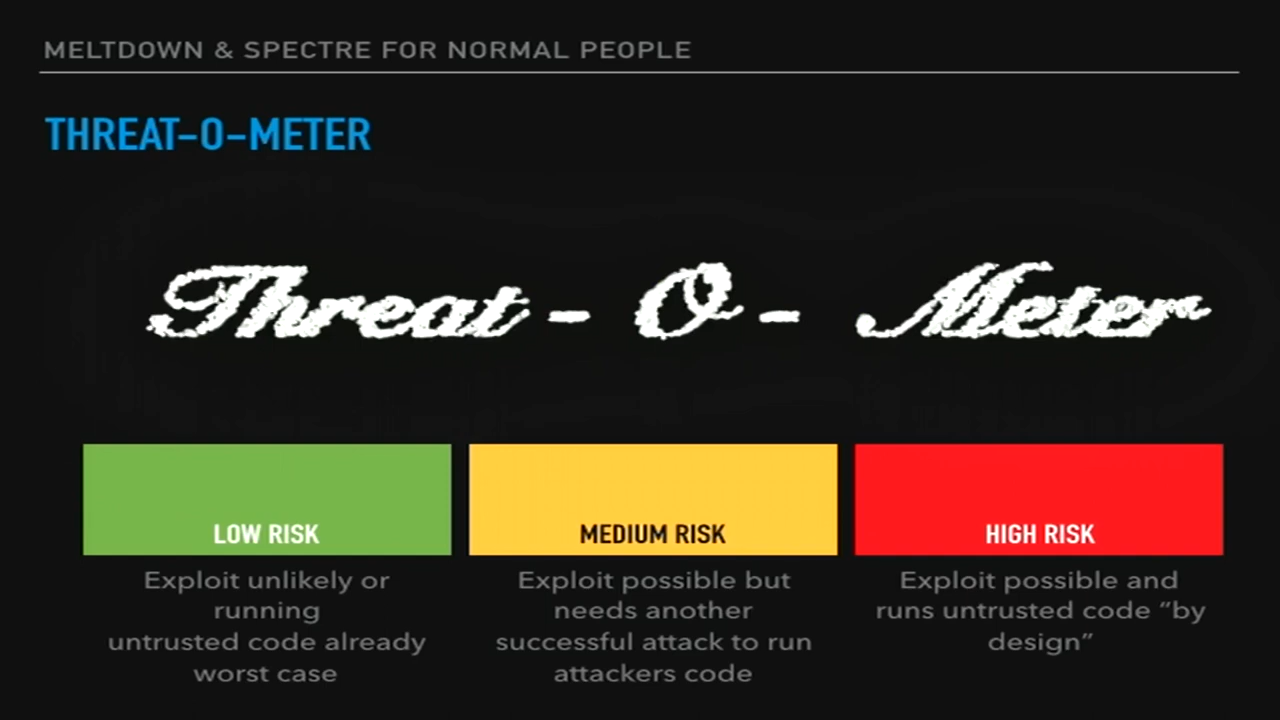 MELTDOWN & SPECTRE FOR NORMAL PEOPLE
THREAT-O-METER
Threat - O - Meter
LOW RISK
Exploit unlikely or
running
untrusted code already
worst case
MEDIUM RISK
Exploit possible but
needs another
successful attack to run
attackers code
HIGH RISK
Exploit possible and
runs untrusted code “by
design”